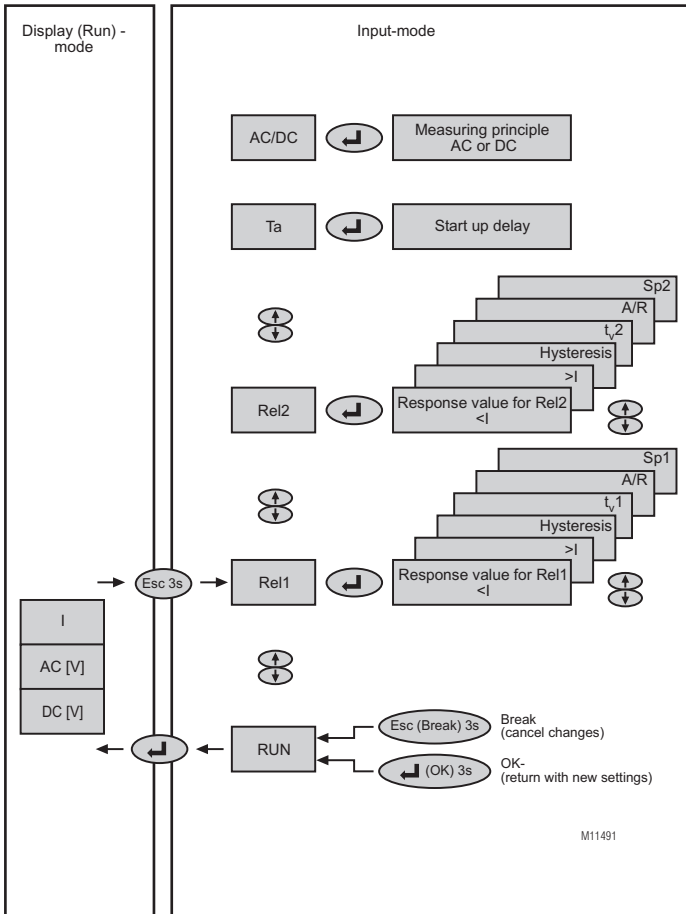 Display (Run) -
mode
Input-mode
AC/DC
Measuring principle
AC or DC
Ta
Start up delay
Sp2
A/R
tv2
Hysteresis
>I
Rel2
Response value for Rel2
<I
Sp1
A/R
tv1
Hysteresis
>I
Esc 3s
Rel1
Response value for Rel1
<I
I
AC [V]
DC [V]
RUN
Esc (Break) 3s
Break
(cancel changes)
(OK) 3s
OK-
(return with new settings)
M11491